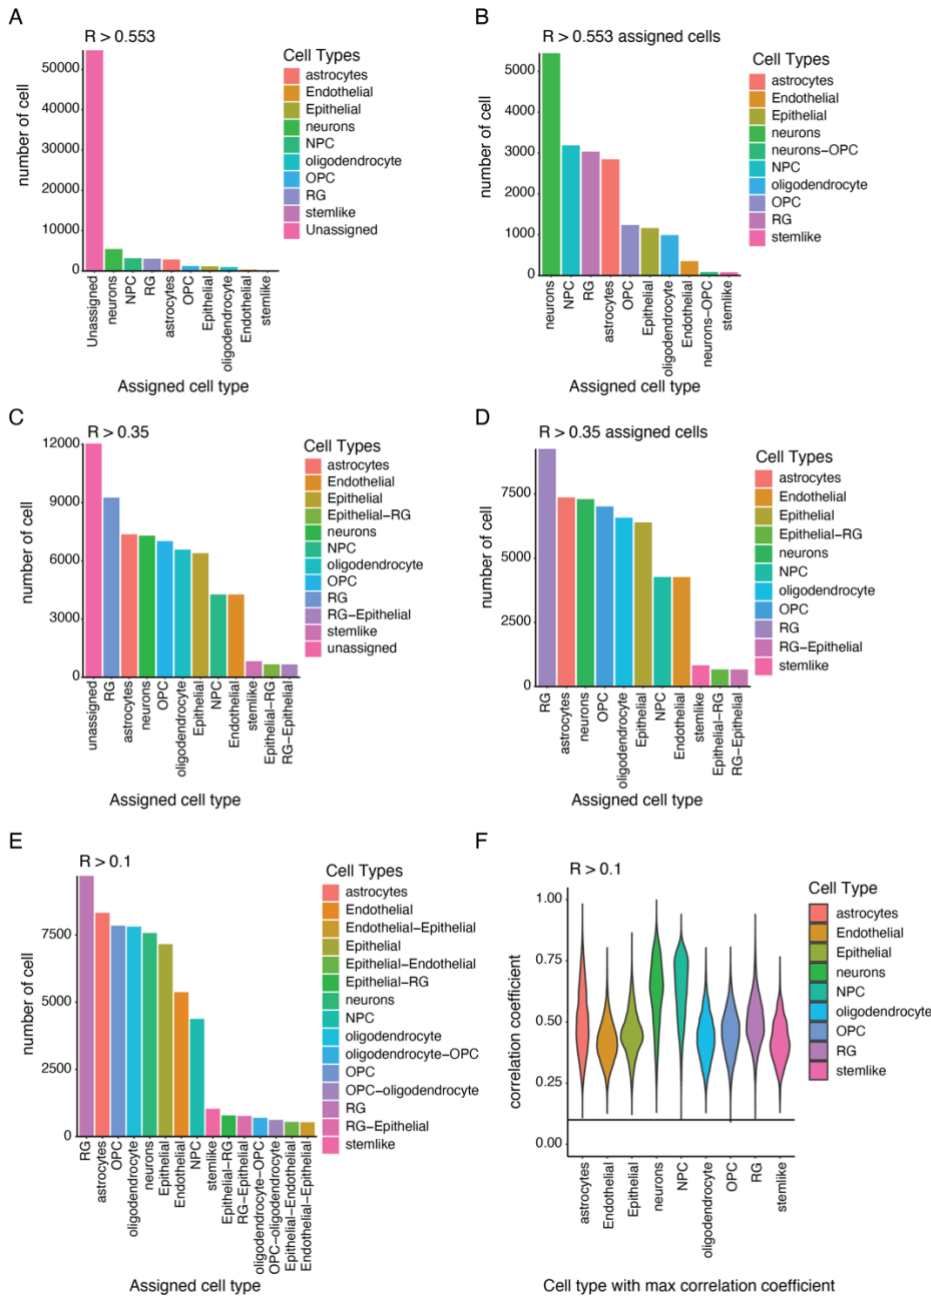 A
R > 0.553
number of cell
50000
40000
30000
20000
10000
0
Unassigned
neurons
NPC
RG
astrocytes
OPC
Epithelial
oligodendrocyte
Endothelial
stemlike
Assigned cell type
Cell Types
astrocytes
Endothelial
Epithelial
neurons
NPC
oligodendrocyte
OPC
RG
stemlike
Unassigned
B
R > 0.553 assigned cells
number of cell
5000
4000
3000
2000
1000
0
neurons
NPC
RG
astrocytes
OPC
Epithelial
oligodendrocyte
Endothelial
neurons-OPC
stemlike
Assigned cell type
Cell Types
astrocytes
Endothelial
Epithelial
neurons
neurons-OPC
NPC
oligodendrocyte
OPC
RG
stemlike
C
R > 0.35
number of cell
12000
9000
6000
3000
0
unassigned
RG
astrocytes
neurons
OPC
oligodendrocyte
Epithelial
NPC
Endothelial
stemlike
Epithelial-RG
RG-Epithelial
Assigned cell type
Cell Types
astrocytes
Endothelial
Epithelial
Epithelial-RG
neurons
NPC
oligodendrocyte
OPC
RG
RG-Epithelial
stemlike
unassigned
D
R > 0.35 assigned cells
number of cell
7500
5000
2500
0
RG
astrocytes
neurons
OPC
oligodendrocyte
Epithelial
NPC
Endothelial
stemlike
Epithelial-RG
RG-Epithelial
Assigned cell type
Cell Types
astrocytes
Endothelial
Epithelial
Epithelial-RG
neurons
NPC
oligodendrocyte
OPC
RG
RG-Epithelial
stemlike
E
R > 0.1
number of cell
7500
5000
2500
0
RG
astrocytes
OPC
oligodendrocyte
neurons
Epithelial
Endothelial
NPC
stemlike
Epithelial-RG
RG-Epithelial
oligodendrocyte-OPC
OPC-oligodendrocyte
Epithelial-Endothelial
Endothelial-Epithelial
Assigned cell type
Cell Types
astrocytes
Endothelial
Endothelial-Epithelial
Epithelial
Epithelial-Endothelial
Epithelial-RG
neurons
NPC
oligodendrocyte
oligodendrocyte-OPC
OPC
OPC-oligodendrocyte
RG
RG-Epithelial
stemlike
F
R > 0.1
correlation coefficient
1.00
0.75
0.50
0.25
0.00
astrocytes
Endothelial
Epithelial
neurons
NPC
oligodendrocyte
OPC
RG
stemlike
Cell type with max correlation coefficient
Cell Type
astrocytes
Endothelial
Epithelial
neurons
NPC
oligodendrocyte
OPC
RG
stemlike